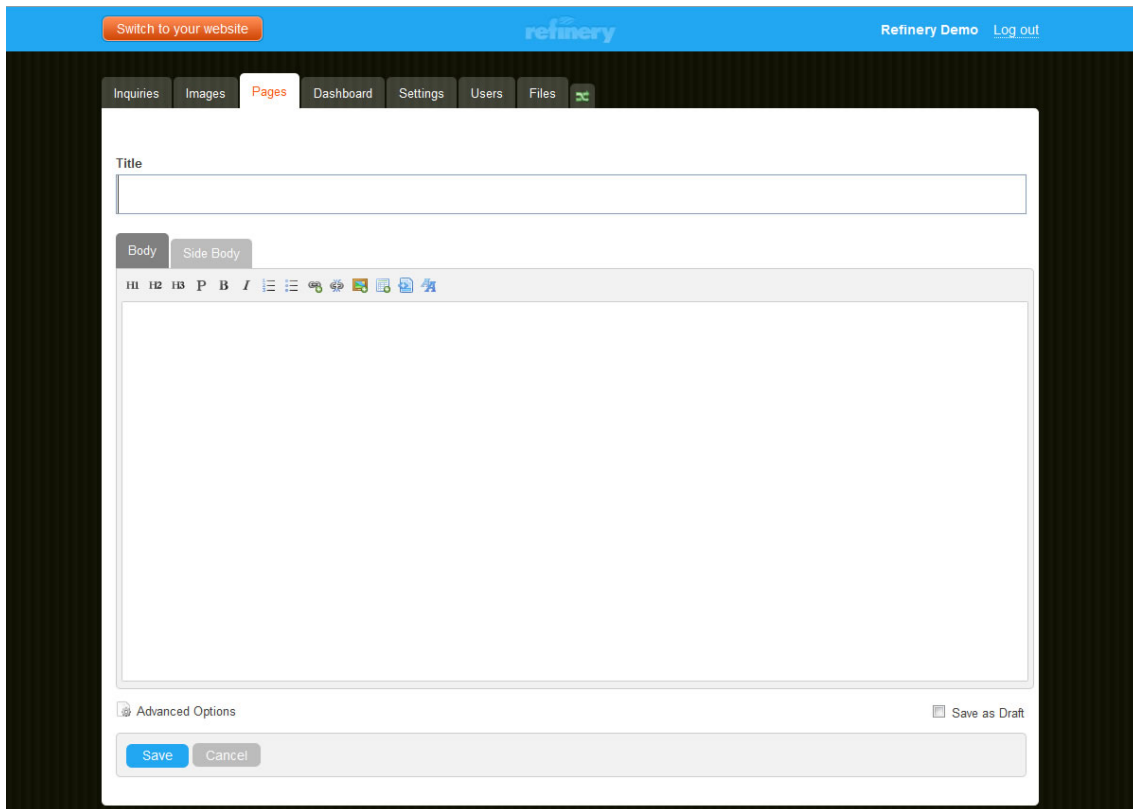 Switch to your website refinery Refinery Demo Log out
Inquiries Images Pages Dashboard Settings Users Files
Title
Body Side Body
H1 H2 H3 P B I
Advanced Options Save as Draft
Save Cancel